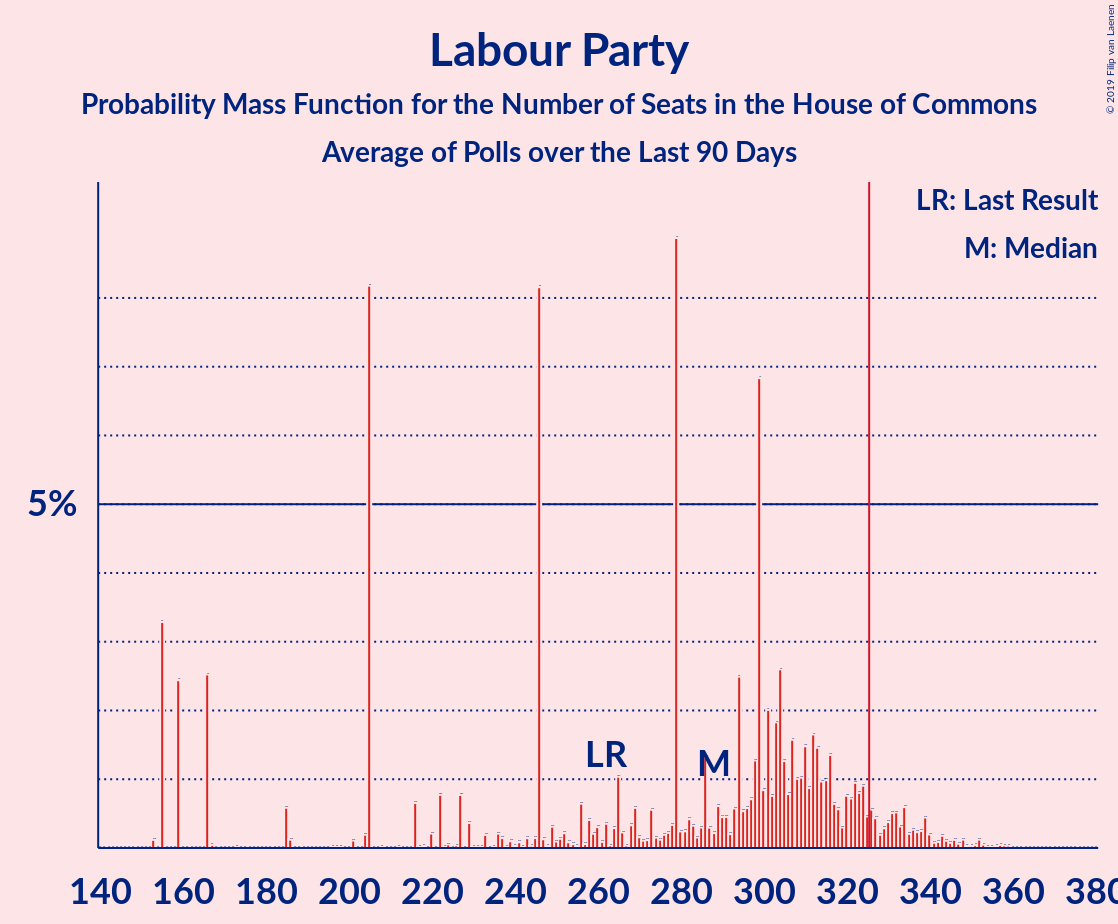 Labour Party
Probability Mass Function for the Number of Seats in the House of Commons
Average of Polls over the Last 90 Days
© 2019 Filip van Laenen
LR: Last Result
M: Median
5%
LR
M
140 160 180 200 220 240 260 280 300 320 340 360 380